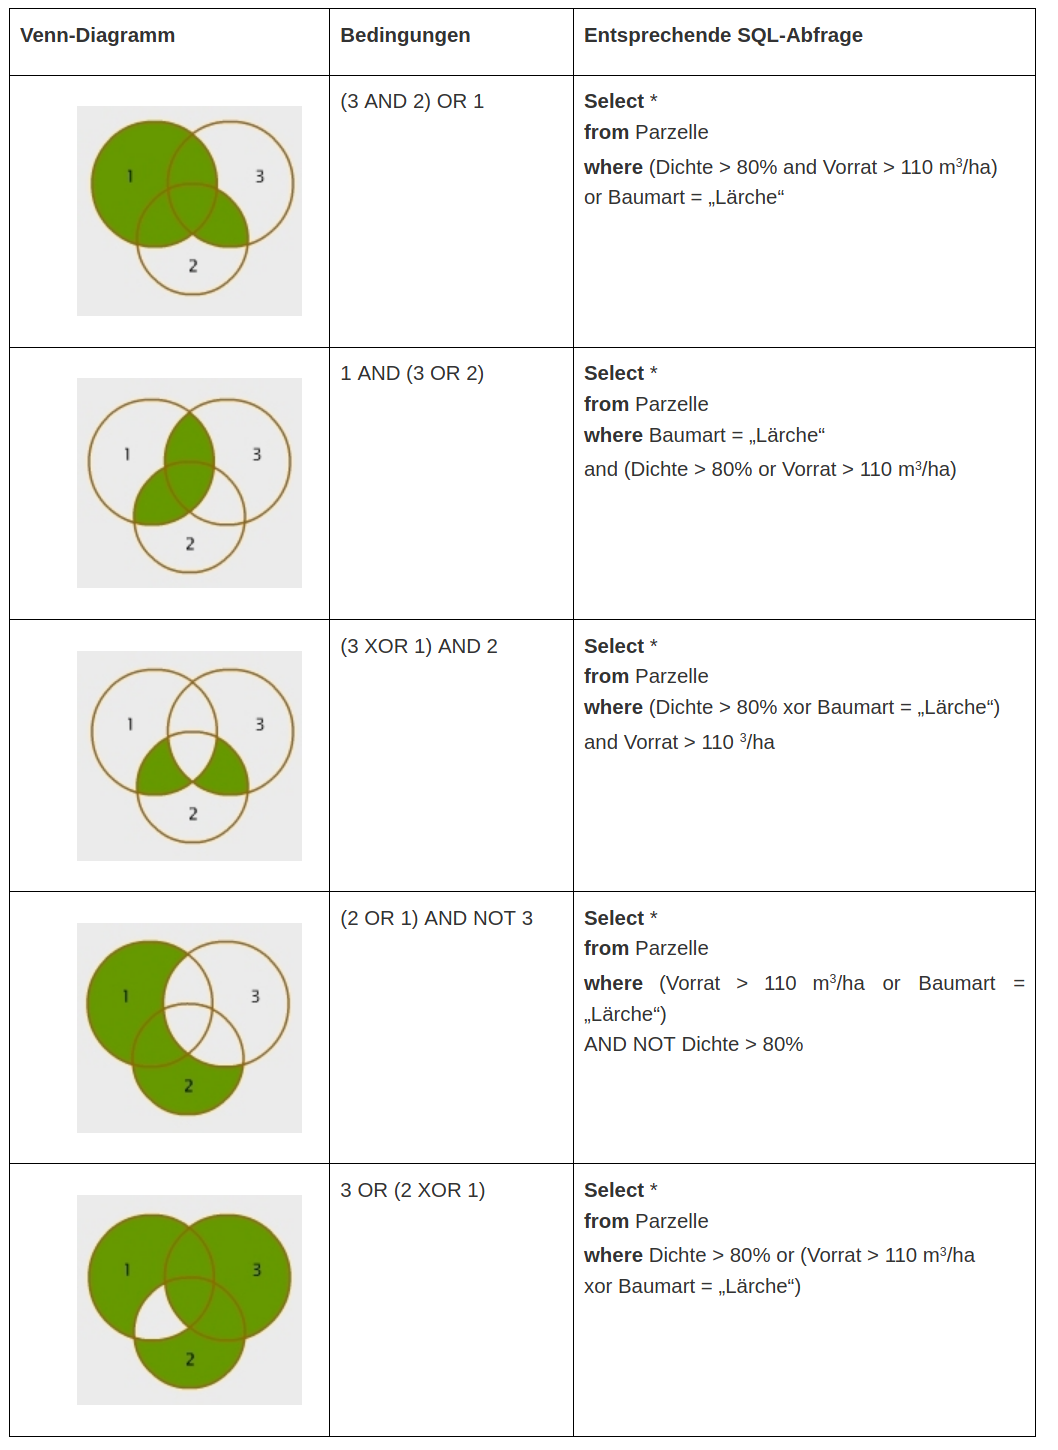 Venn-Diagramm
Bedingungen
Entsprechende SQL-Abfrage
1
3
2
(3 AND 2) OR 1
Select *
from Parzelle
where (Dichte > 80% and Vorrat > 110 m³/ha)
or Baumart = „Lärche“
1
3
2
1 AND (3 OR 2)
Select *
from Parzelle
where Baumart = „Lärche“
and (Dichte > 80% or Vorrat > 110 m³/ha)
1
3
2
(3 XOR 1) AND 2
Select *
from Parzelle
where (Dichte > 80% xor Baumart = „Lärche“)
and Vorrat > 110 ³/ha
1
3
2
(2 OR 1) AND NOT 3
Select *
from Parzelle
where (Vorrat > 110 m³/ha or Baumart =
„Lärche“)
AND NOT Dichte > 80%
1
3
2
3 OR (2 XOR 1)
Select *
from Parzelle
where Dichte > 80% or (Vorrat > 110 m³/ha
xor Baumart = „Lärche“)